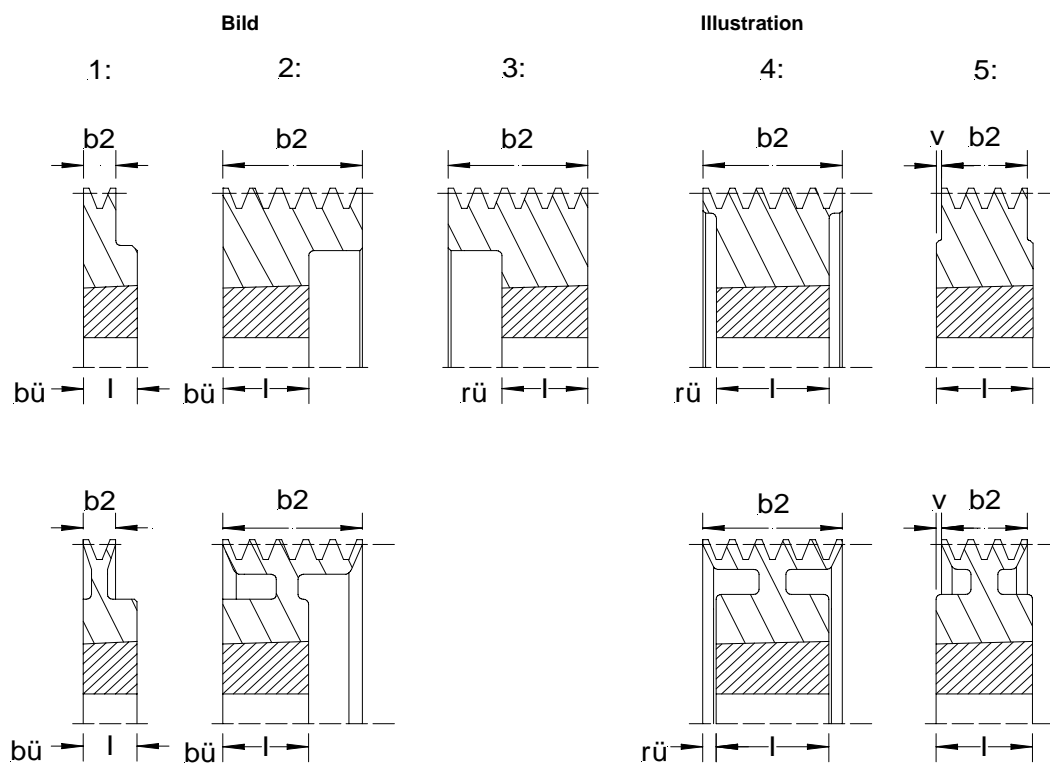 Bild Illustration
1: 2: 3: 4: 5:
b2 b2 b2 b2 v b2
bü l bü l rü l rü l l
b2 b2 b2 v b2
bü l bü l rü l l